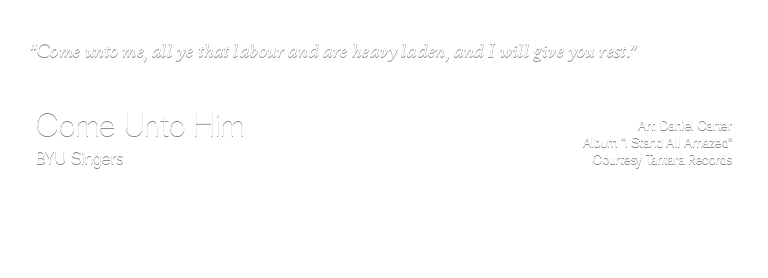 “Come unto me, all ye that labour and are heavy laden, and I will give you rest.”
Come Unto Him
BYU Singers
Arr. Daniel Carter
Album "I Stand All Amazed"
Courtesy Tantara Records